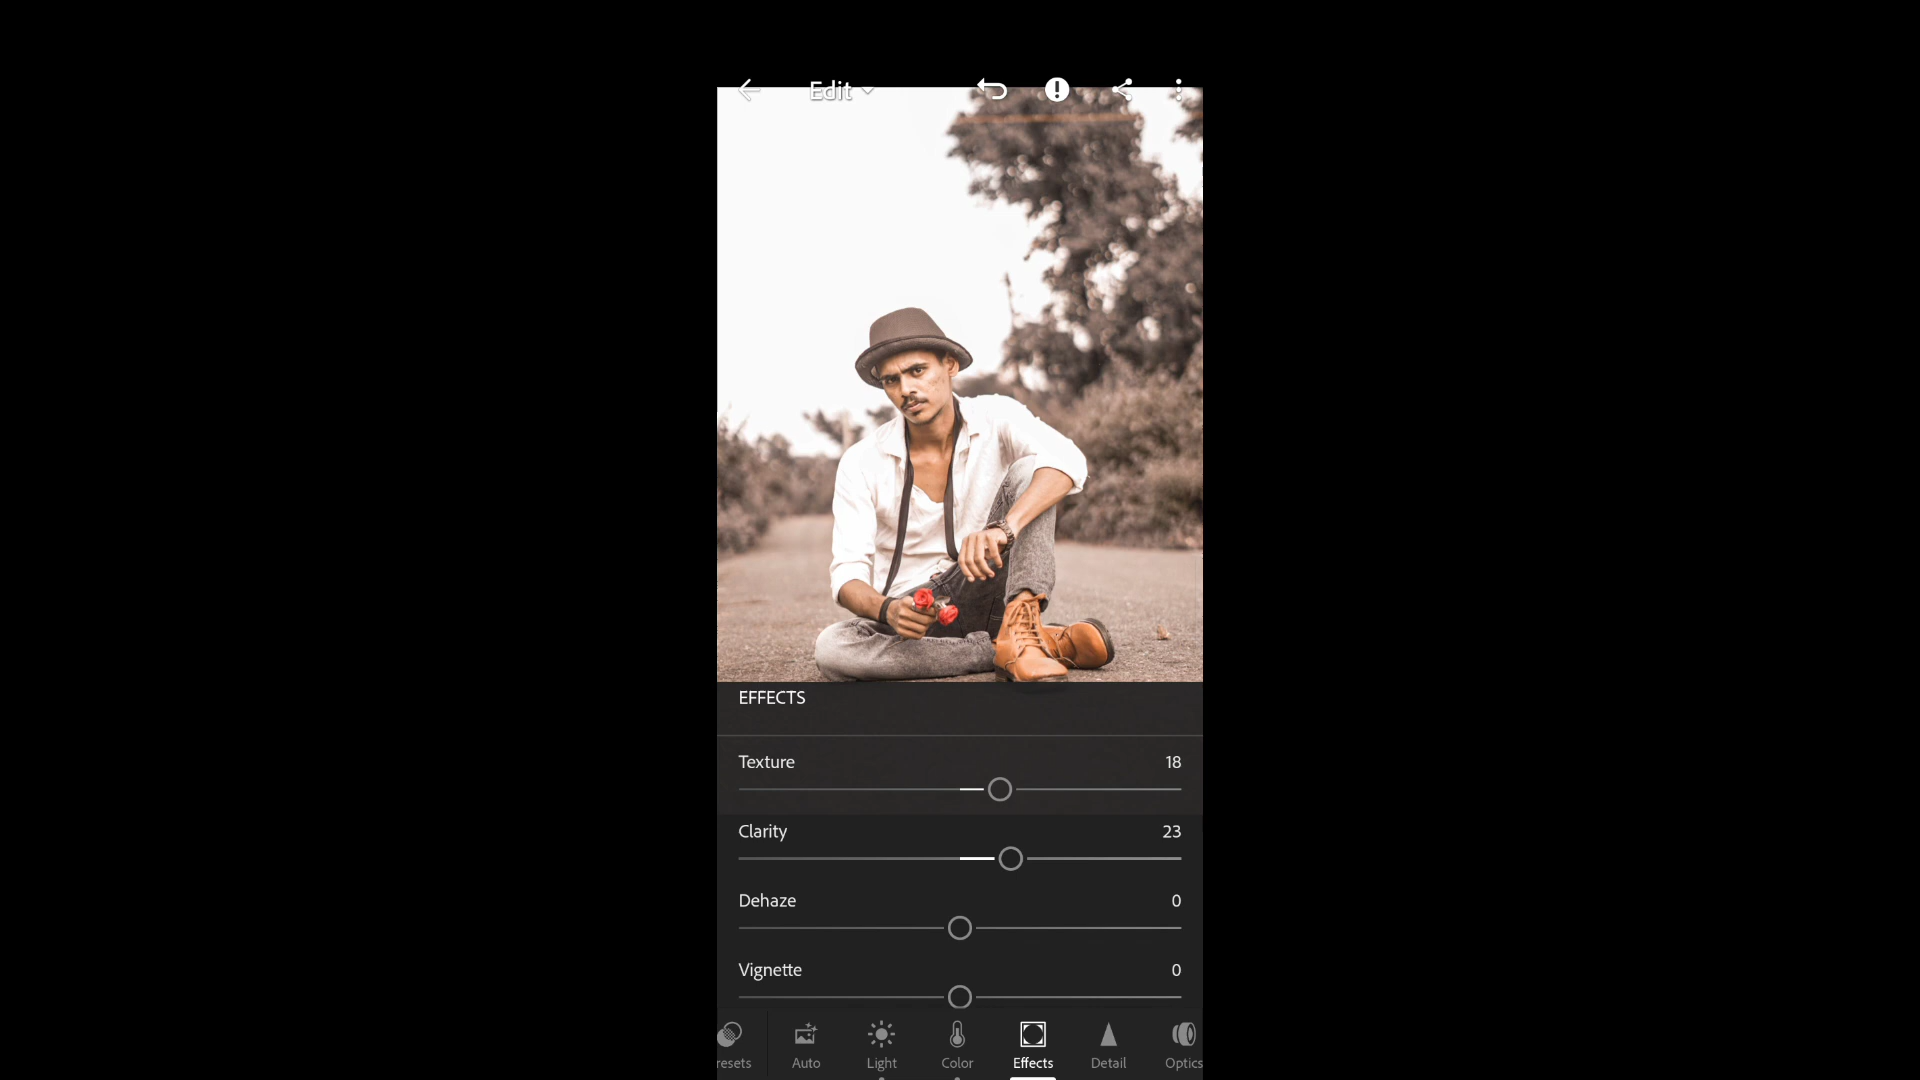 Edit
EFFECTS
Texture 18
Clarity 23
Dehaze 0
Vignette 0
resets Auto Light Color Effects Detail Optics